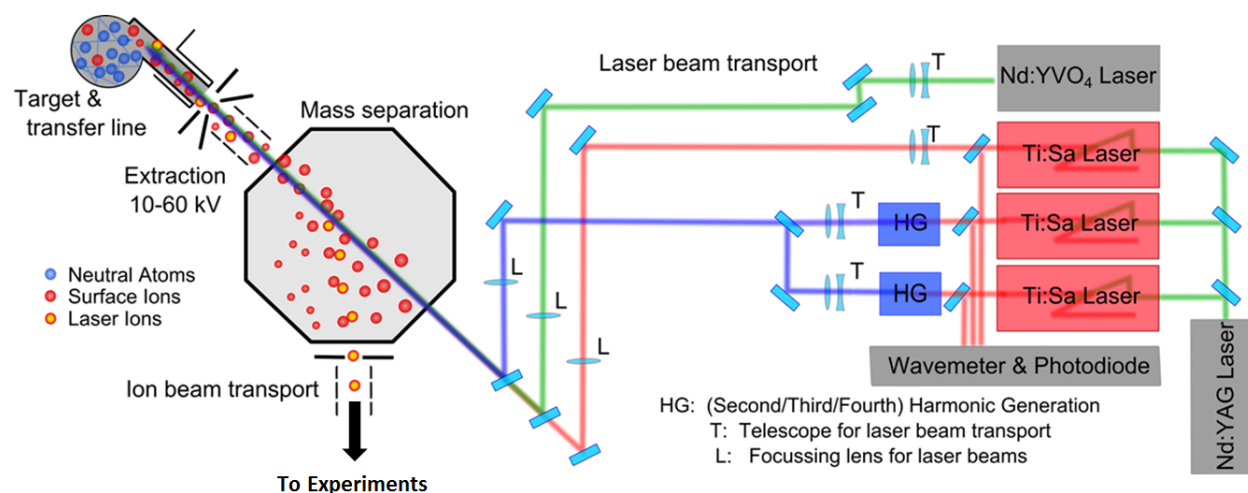 Target &
transfer line
Extraction
10-60 kV
Mass separation
Neutral Atoms
Surface Ions
Laser Ions
Ion beam transport
To Experiments
Laser beam transport
T
Nd:YVO₄ Laser
T
Ti:Sa Laser
T
HG
Ti:Sa Laser
L
T
HG
Ti:Sa Laser
L
L
Wavemeter & Photodiode
Nd:YAG Laser
HG: (Second/Third/Fourth) Harmonic Generation
T: Telescope for laser beam transport
L: Focussing lens for laser beams